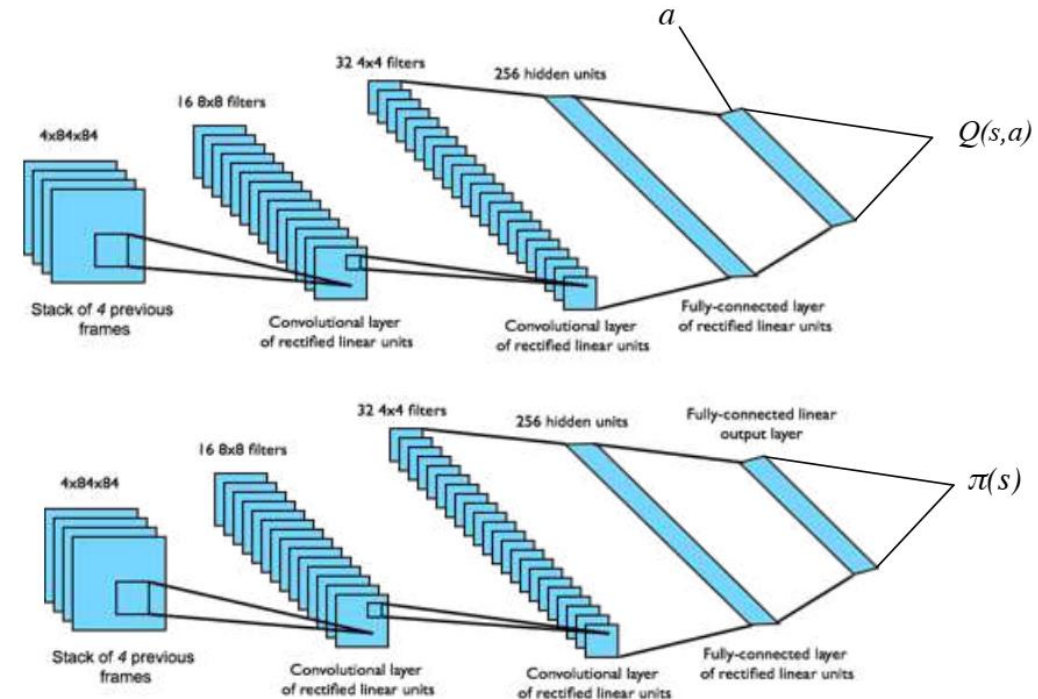 a
32 4x4 filters
256 hidden units
16 8x8 filters
4x84x84
Q(s,a)
Stack of 4 previous
frames
Convolutional layer
of rectified linear units
Convolutional layer
of rectified linear units
Fully-connected layer
of rectified linear units
32 4x4 filters
256 hidden units
Fully-connected linear
output layer
16 8x8 filters
4x84x84
π(s)
Stack of 4 previous
frames
Convolutional layer
of rectified linear units
Convolutional layer
of rectified linear units
Fully-connected layer
of rectified linear units